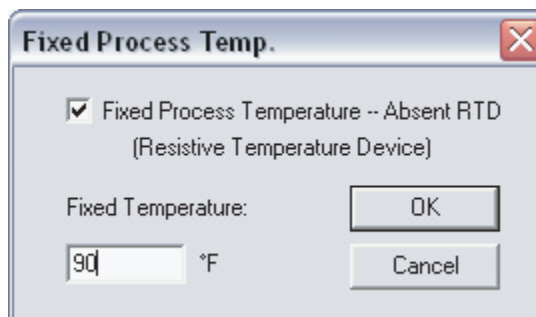 Fixed Process Temp.
Fixed Process Temperature -- Absent RTD
(Resistive Temperature Device)
Fixed Temperature:
OK
90 °F
Cancel